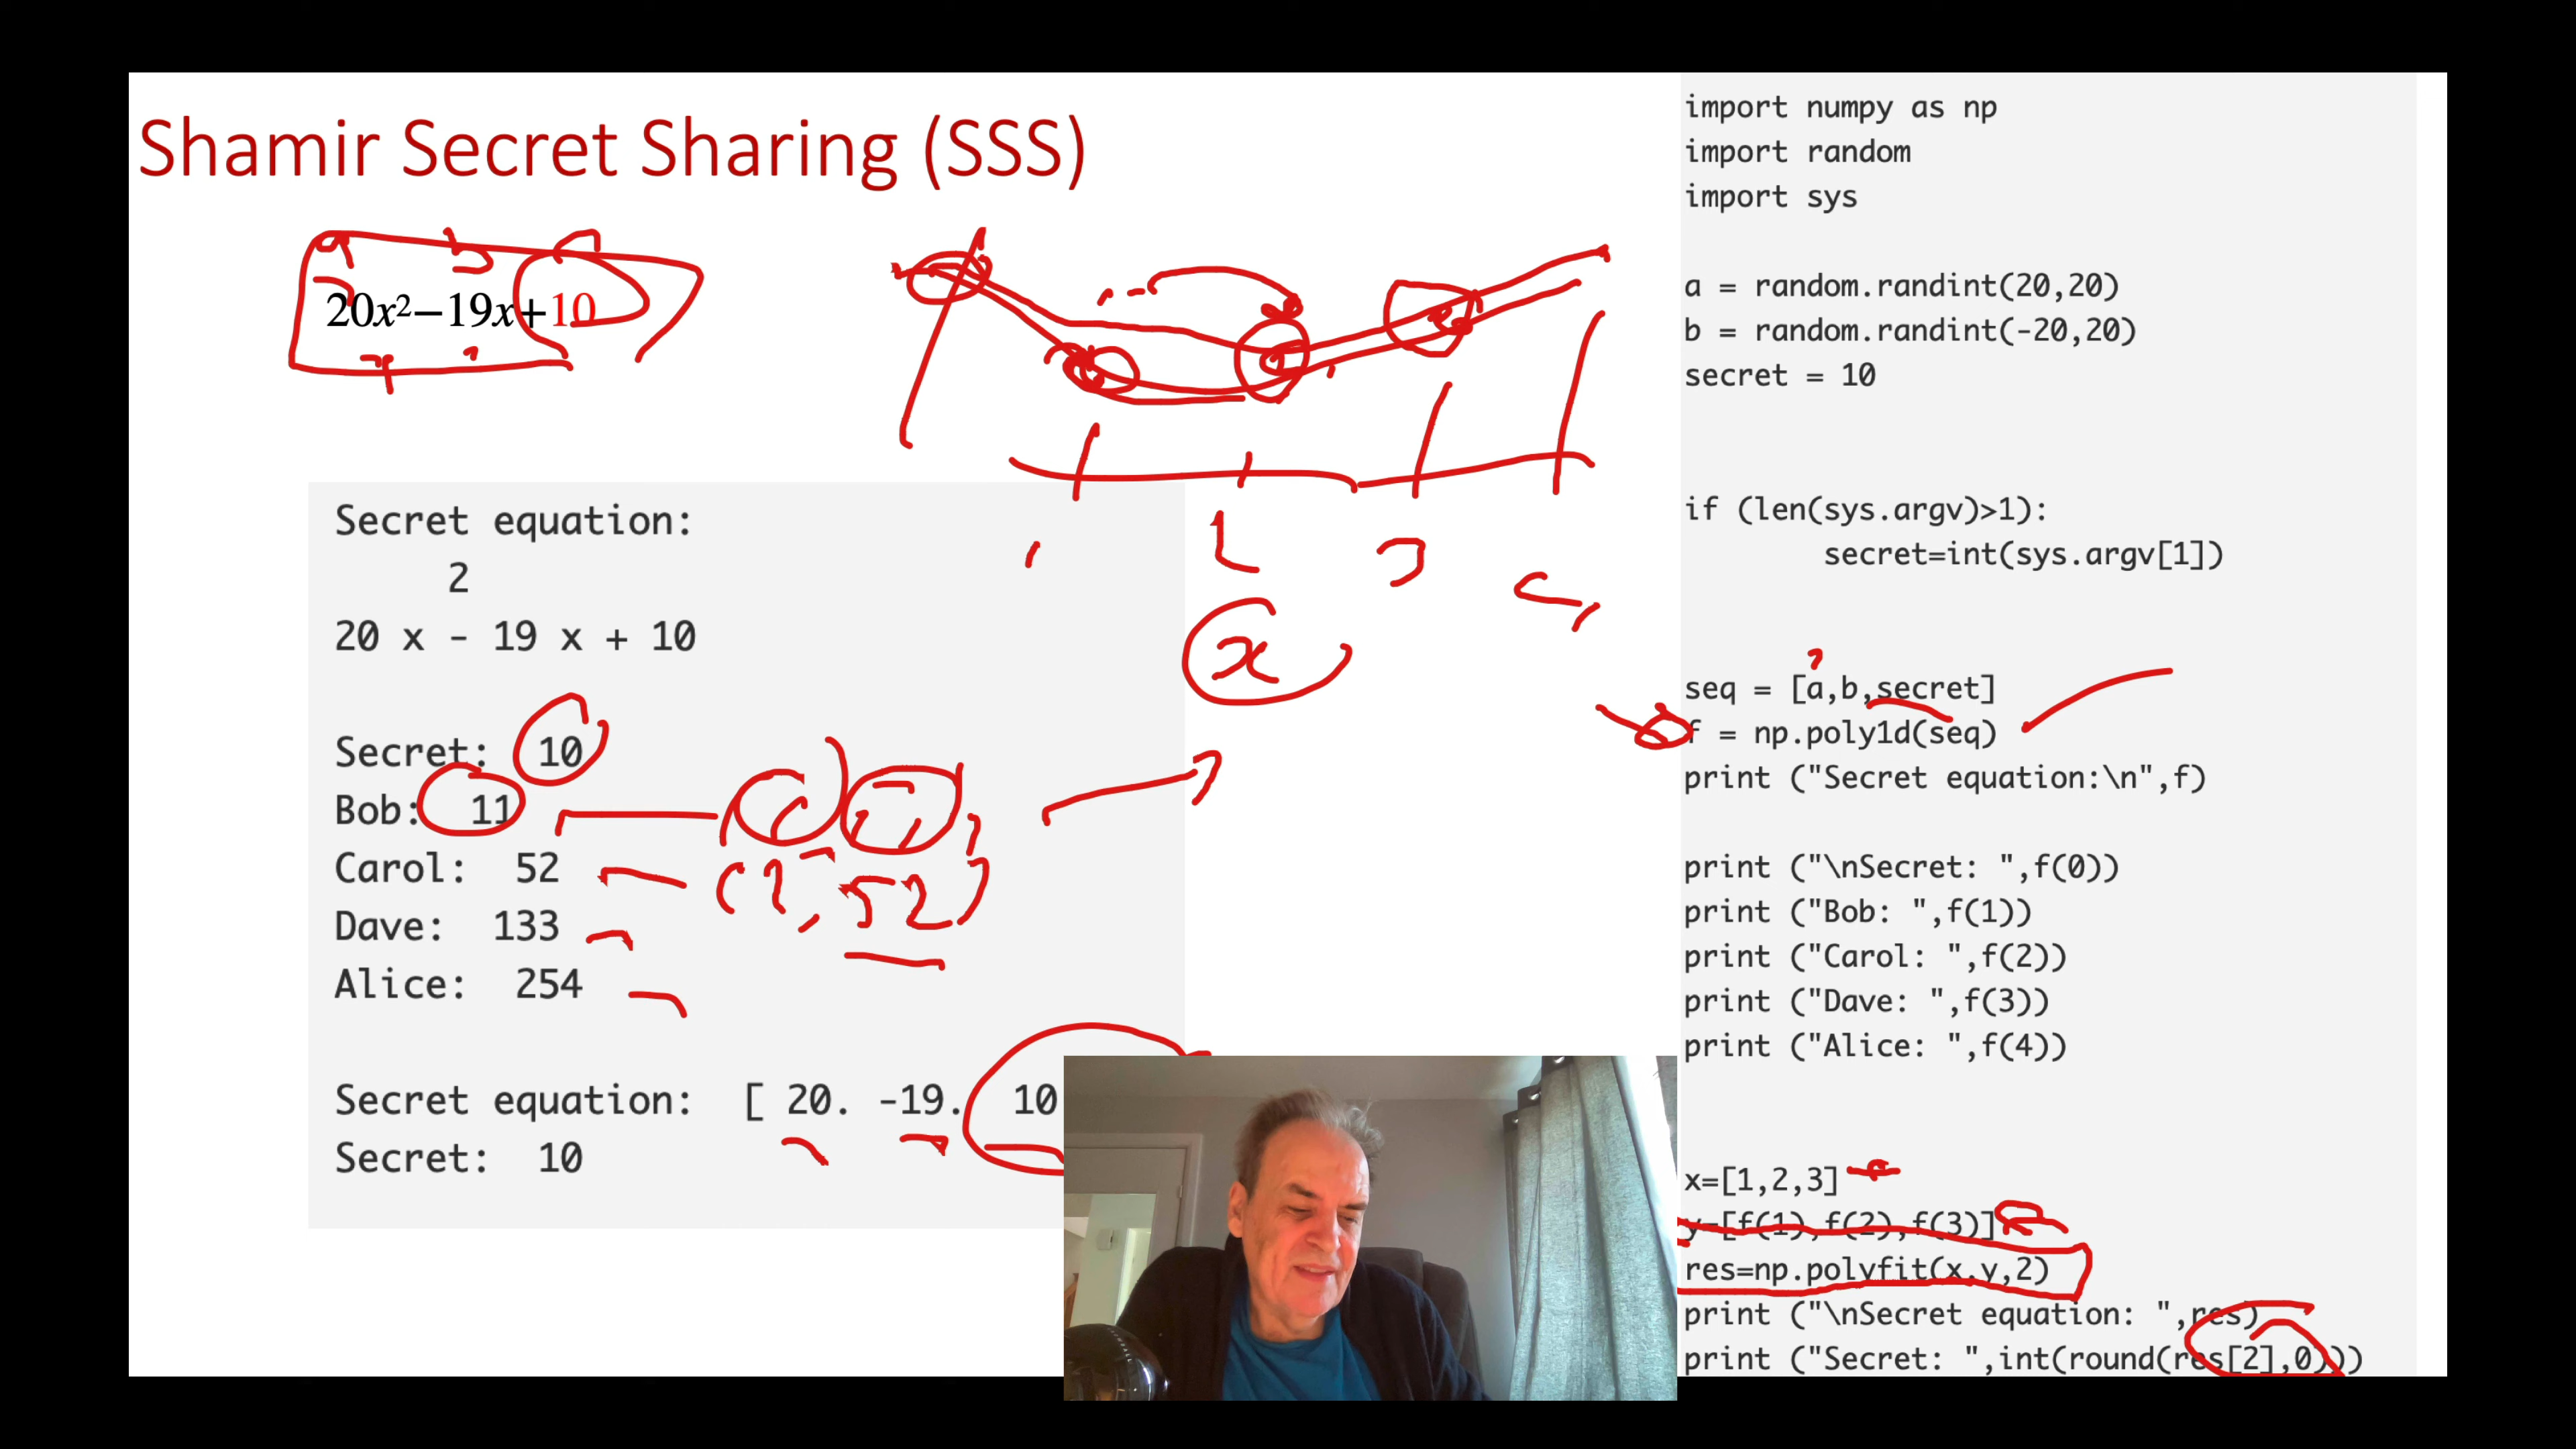 Shamir Secret Sharing (SSS)
20x²−19x+10
Secret equation:
2
20 x - 19 x + 10
Secret: 10
Bob: 11
Carol: 52
Dave: 133
Alice: 254
Secret equation: [ 20. -19. 10
Secret: 10
(2, 52)
3
x
import numpy as np
import random
import sys
a = random.randint(20,20)
b = random.randint(-20,20)
secret = 10
if (len(sys.argv)>1):
secret=int(sys.argv[1])
seq = [a,b,secret]
f = np.poly1d(seq)
print ("Secret equation:\n",f)
print ("\nSecret: ",f(0))
print ("Bob: ",f(1))
print ("Carol: ",f(2))
print ("Dave: ",f(3))
print ("Alice: ",f(4))
x=[1,2,3]
y=[f(1),f(2),f(3)]
res=np.polyfit(x,y,2)
print ("\nSecret equation: ",res)
print ("Secret: ",int(round(res[2],0)))